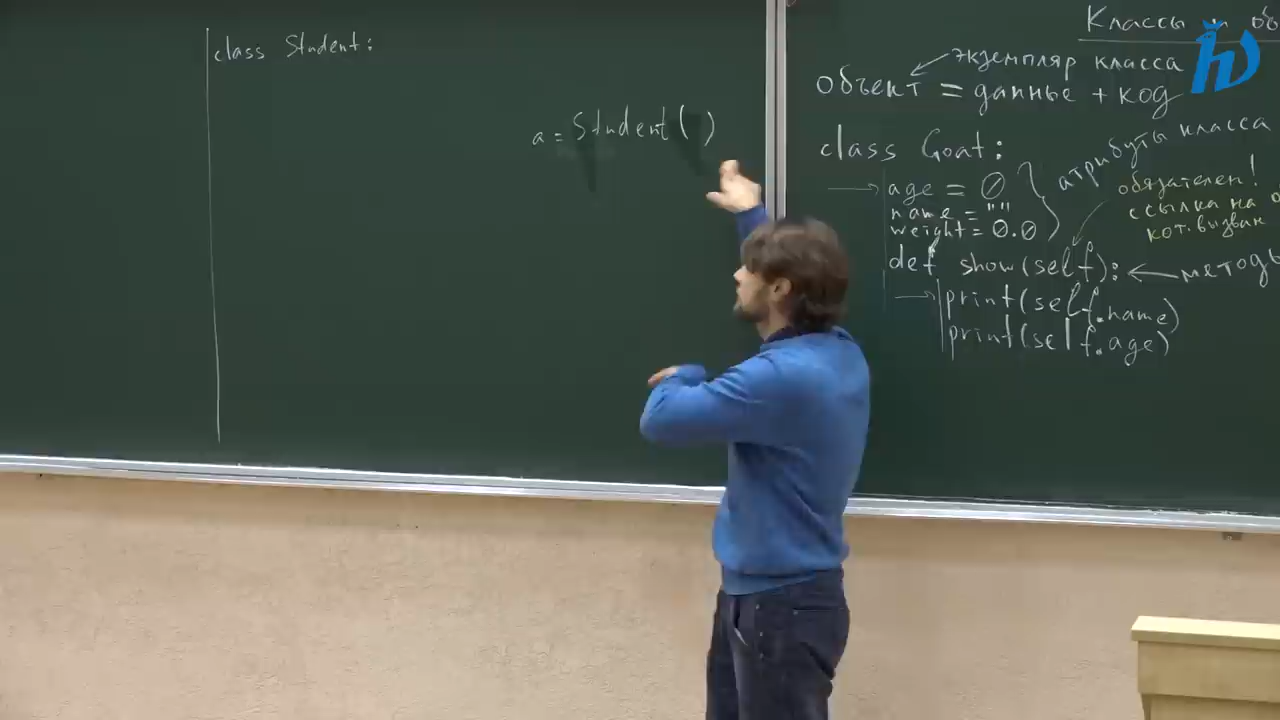 class Student:
a = Student( )
Классы и об
экземпляр класса
объект = данные + код
class Goat:
age = 0
name = ""
weight = 0.0
атрибуты класса
обязателен!
ссылка на о
кот. вызван
def show(self):
методы
print(self.name)
print(self.age)